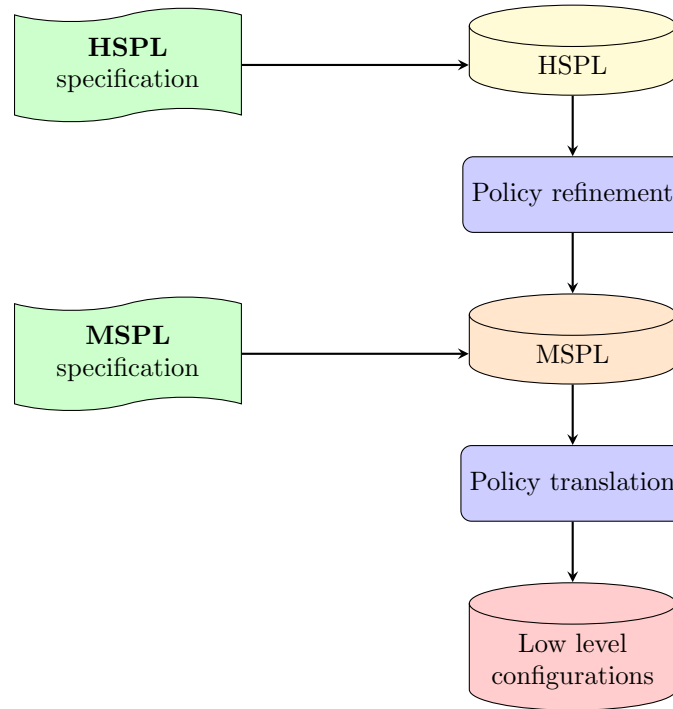 HSPL
specification
HSPL
Policy refinement
MSPL
specification
MSPL
Policy translation
Low level
configurations